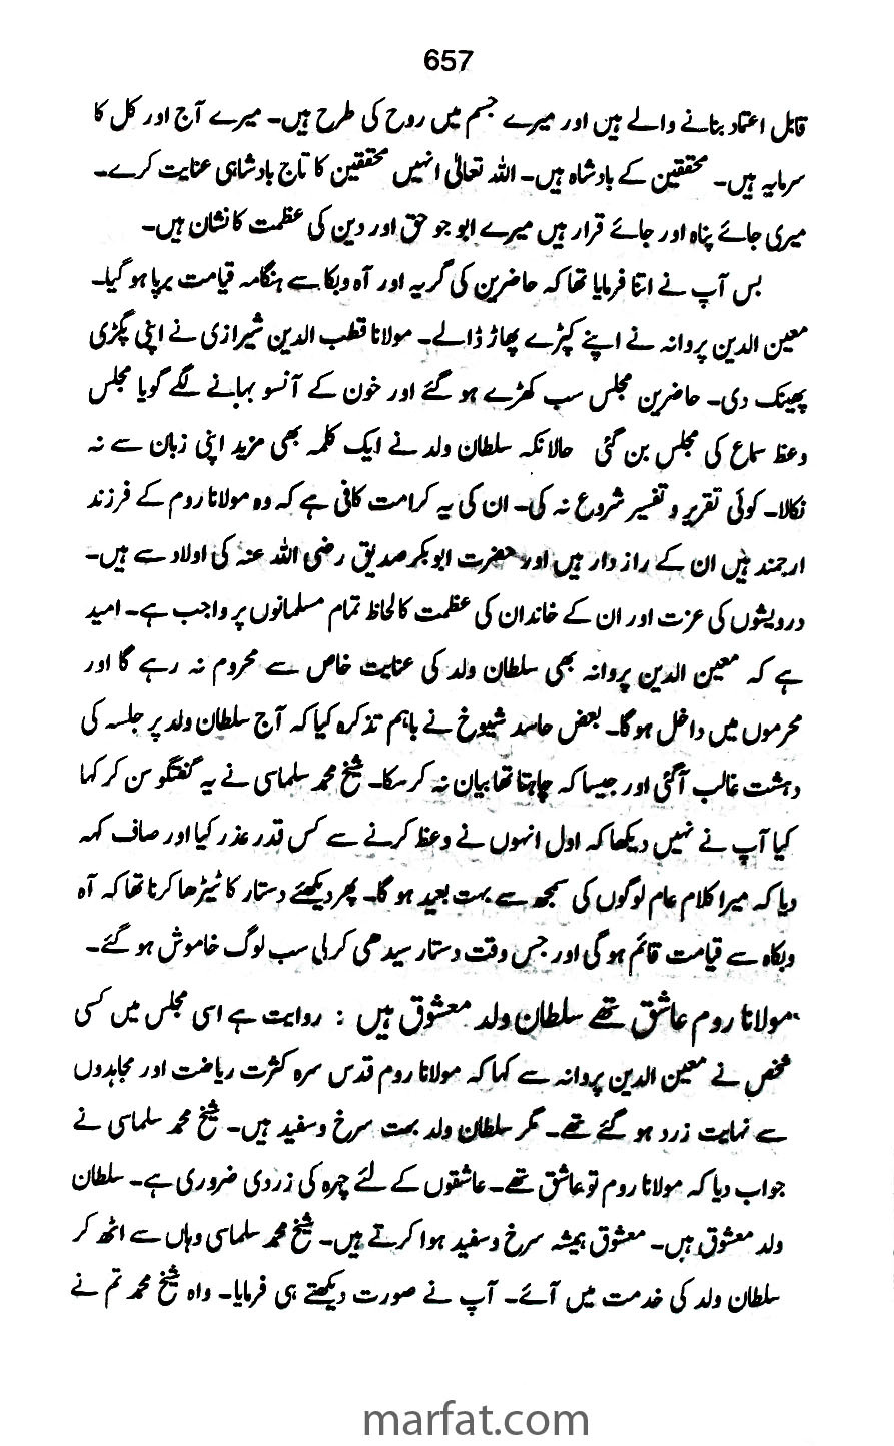 657
قابل اعتماد بنانے والے ہیں اور میرے جسم میں روح کی طرح ہیں۔ میرے آج اور کل کا
سرمایہ ہیں۔ محققین کے بادشاہ ہیں۔ اللہ تعالٰی انہیں محققین کا تاج بادشاہی عنایت کرے۔
میری جائے پناہ اور جائے قرار ہیں میرے ابو جو حق اور دین کی عظمت کا نشان ہیں۔
بس آپ نے اتنا فرمایا تھا کہ حاضرین کی گریہ اور آہ وبکا سے ہنگامہ قیامت برپا ہو گیا۔
معین الدین پروانہ نے اپنے کپڑے پھاڑ ڈالے۔ مولانا قطب الدین شیرازی نے اپنی پگڑی
پھینک دی۔ حاضرین مجلس سب کھڑے ہو گئے اور خون کے آنسو بہانے لگے گویا مجلس
وعظ سماع کی مجلس بن گئی حالانکہ سلطان ولد نے ایک کلمہ بھی مزید اپنی زبان سے نہ
نکالا۔ کوئی تقریر و تفسیر شروع نہ کی۔ ان کی یہ کرامت کافی ہے کہ وہ مولانا روم کے فرزند
ارجمند ہیں ان کے راز دار ہیں اور حضرت ابوبکر صدیق رضی اللہ عنہ کی اولاد سے ہیں۔
درویشوں کی عزت اور ان کے خاندان کی عظمت کا لحاظ تمام مسلمانوں پر واجب ہے۔ امید
ہے کہ معین الدین پروانہ بھی سلطان ولد کی عنایت خاص سے محروم نہ رہے گا اور
محرموں میں داخل ہو گا۔ بعض حاسد شیوخ نے باہم تذکرہ کیا کہ آج سلطان ولد پر جلسہ کی
دہشت غالب آگئی اور جیسا کہ چاہتا تھا بیان نہ کر سکا۔ شیخ محمد سلماسی نے یہ گفتگو سن کر کہا
کیا آپ نے نہیں دیکھا کہ اول انہوں نے وعظ کرنے سے کس قدر عذر کیا اور صاف کہہ
دیا کہ میرا کلام عام لوگوں کی سمجھ سے بہت بعید ہو گا۔ پھر دیکھئے دستار کا ٹیڑھا کرنا تھا کہ آہ
وبکاہ سے قیامت قائم ہو گی اور جس وقت دستار سیدھی کرلی سب لوگ خاموش ہو گئے۔
مولانا روم عاشق تھے سلطان ولد معشوق ہیں : روایت ہے اسی مجلس میں کسی
شخص نے معین الدین پروانہ سے کہا کہ مولانا روم قدس سرہ کثرت ریاضت اور مجاہدوں
سے نہایت زرد ہو گئے تھے۔ مگر سلطان ولد بہت سرخ وسفید ہیں۔ شیخ محمد سلماسی نے
جواب دیا کہ مولانا روم تو عاشق تھے۔ عاشقوں کے لئے چہرہ کی زردی ضروری ہے۔ سلطان
ولد معشوق ہیں۔ معشوق ہمیشہ سرخ وسفید ہوا کرتے ہیں۔ شیخ محمد سلماسی وہاں سے اٹھ کر
سلطان ولد کی خدمت میں آئے۔ آپ نے صورت دیکھتے ہی فرمایا۔ واہ شیخ محمد تم نے
marfat.com